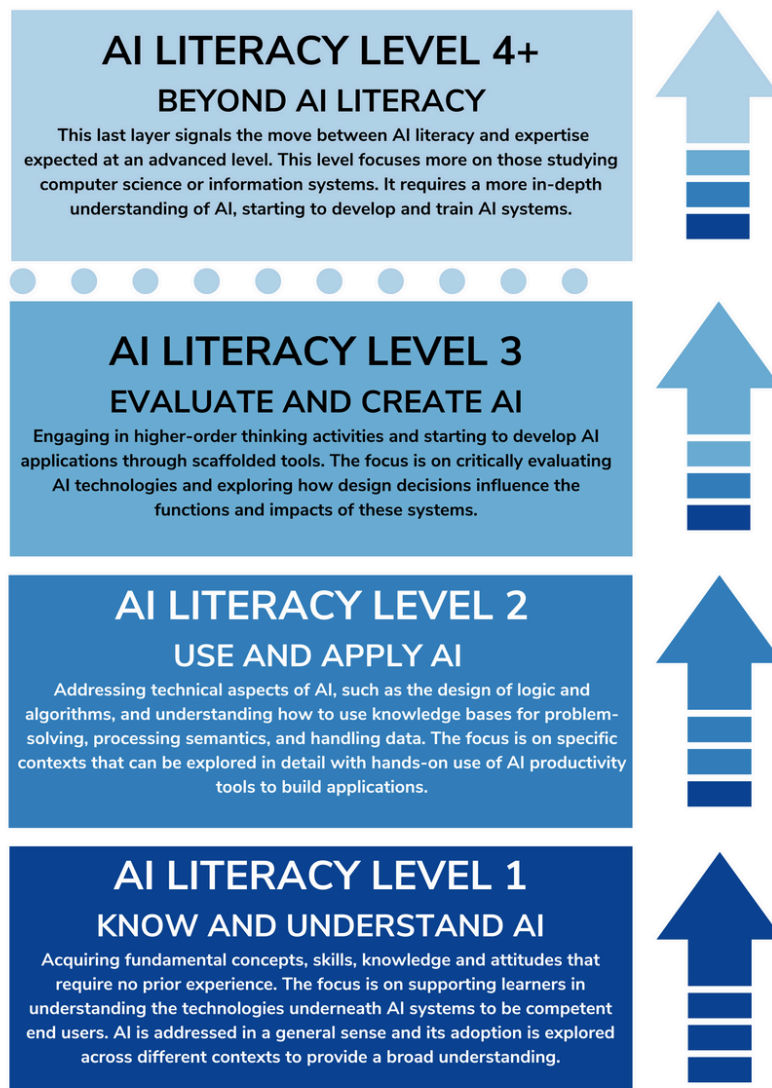 AI LITERACY LEVEL 4+
BEYOND AI LITERACY
This last layer signals the move between AI literacy and expertise
expected at an advanced level. This level focuses more on those studying
computer science or information systems. It requires a more in-depth
understanding of AI, starting to develop and train AI systems.
AI LITERACY LEVEL 3
EVALUATE AND CREATE AI
Engaging in higher-order thinking activities and starting to develop AI
applications through scaffolded tools. The focus is on critically evaluating
AI technologies and exploring how design decisions influence the
functions and impacts of these systems.
AI LITERACY LEVEL 2
USE AND APPLY AI
Addressing technical aspects of AI, such as the design of logic and
algorithms, and understanding how to use knowledge bases for problem-
solving, processing semantics, and handling data. The focus is on specific
contexts that can be explored in detail with hands-on use of AI productivity
tools to build applications.
AI LITERACY LEVEL 1
KNOW AND UNDERSTAND AI
Acquiring fundamental concepts, skills, knowledge and attitudes that
require no prior experience. The focus is on supporting learners in
understanding the technologies underneath AI systems to be competent
end users. AI is addressed in a general sense and its adoption is explored
across different contexts to provide a broad understanding.